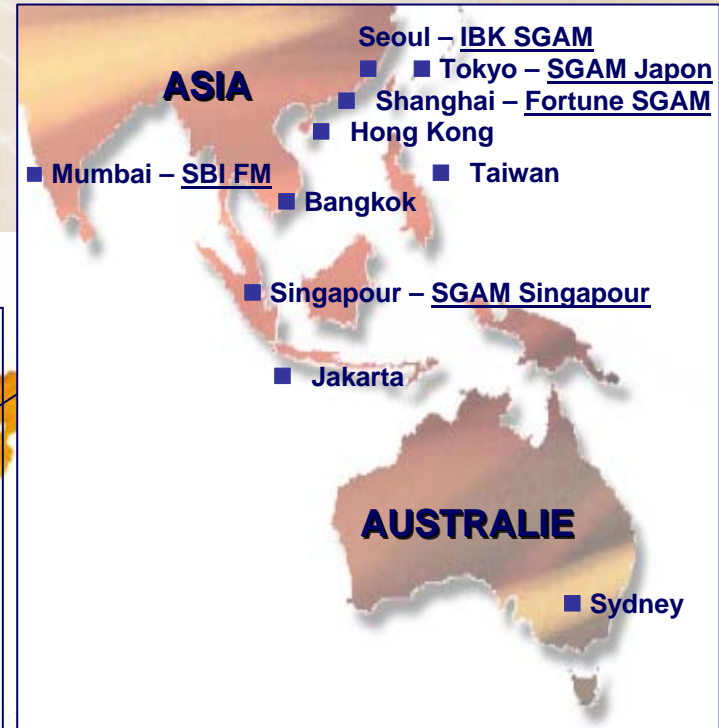 Seoul – IBK SGAM
ASIA
■ ■ Tokyo – SGAM Japon
■ Shanghai – Fortune SGAM
■ Hong Kong
■ Mumbai – SBI FM
■ Taiwan
■ Bangkok
■ Singapour – SGAM Singapour
■ Jakarta
AUSTRALIE
■ Sydney